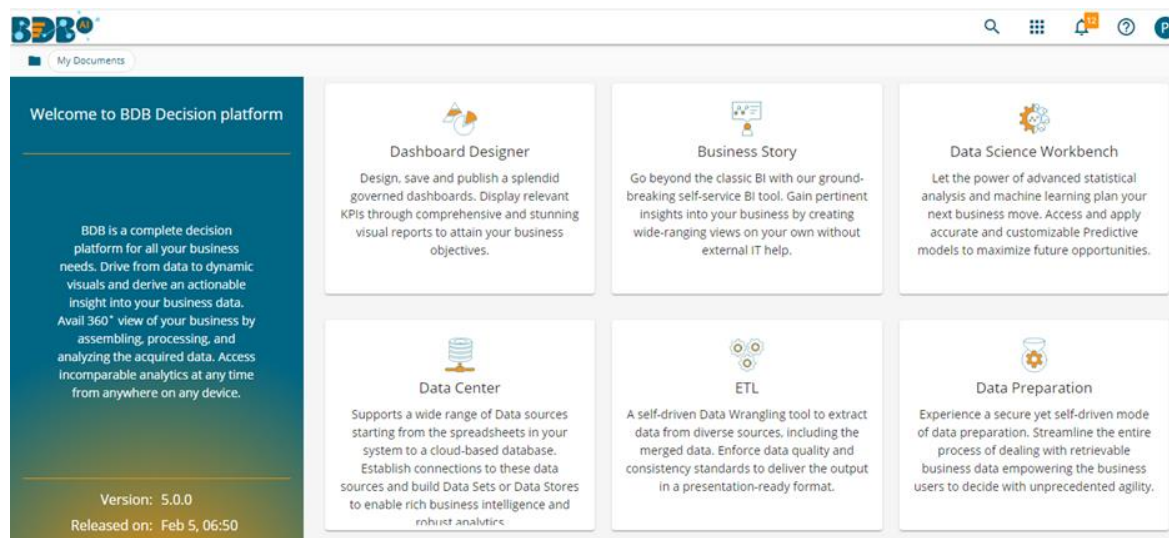 BDB AI
12
P
My Documents
Welcome to BDB Decision platform
BDB is a complete decision
platform for all your business
needs. Drive from data to dynamic
visuals and derive an actionable
insight into your business data.
Avail 360˚ view of your business by
assembling, processing, and
analyzing the acquired data. Access
incomparable analytics at any time
from anywhere on any device.
Version: 5.0.0
Released on: Feb 5, 06:50
Dashboard Designer
Design, save and publish a splendid
governed dashboards. Display relevant
KPIs through comprehensive and stunning
visual reports to attain your business
objectives.
Business Story
Go beyond the classic BI with our ground-
breaking self-service BI tool. Gain pertinent
insights into your business by creating
wide-ranging views on your own without
external IT help.
Data Science Workbench
Let the power of advanced statistical
analysis and machine learning plan your
next business move. Access and apply
accurate and customizable Predictive
models to maximize future opportunities.
Data Center
Supports a wide range of Data sources
starting from the spreadsheets in your
system to a cloud-based database.
Establish connections to these data
sources and build Data Sets or Data Stores
to enable rich business intelligence and
robust analytics
ETL
A self-driven Data Wrangling tool to extract
data from diverse sources, including the
merged data. Enforce data quality and
consistency standards to deliver the output
in a presentation-ready format.
Data Preparation
Experience a secure yet self-driven mode
of data preparation. Streamline the entire
process of dealing with retrievable
business data empowering the business
users to decide with unprecedented agility.